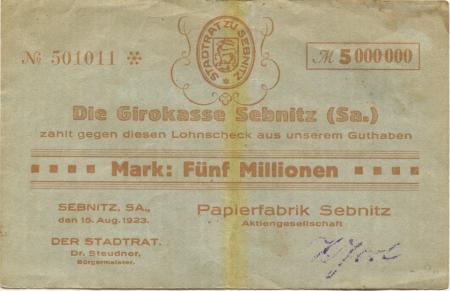 STADTRAT ZU SEBNITZ
№ 501011 *
M 5 000 000
Die Girokasse Sebnitz (Sa.)
zahlt gegen diesen Lohnscheck aus unserem Guthaben
Mark: Fünf Millionen
SEBNITZ, SA.,
den 15. Aug. 1923.
DER STADTRAT.
Dr. Steudner,
Bürgermeister.
Papierfabrik Sebnitz
Aktiengesellschaft